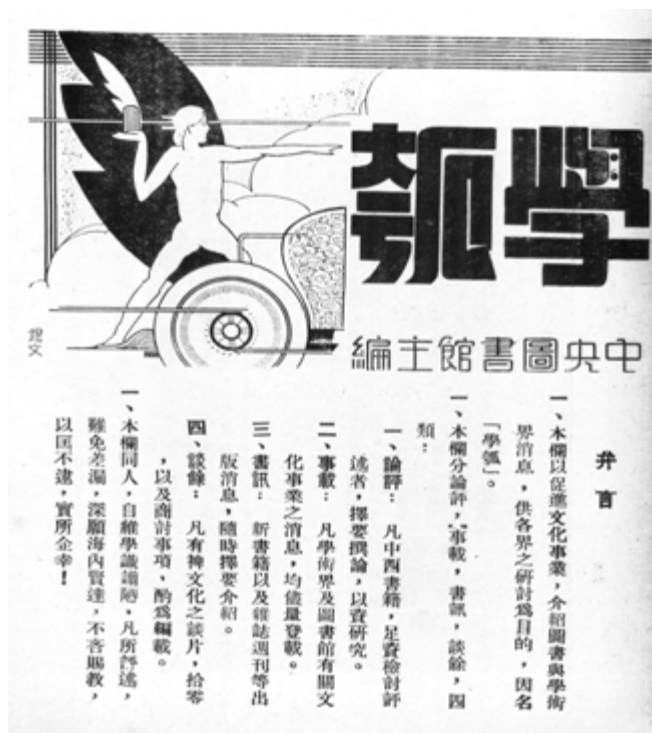 學瓠
中央圖書館主編
弁言
一、本欄以促進文化事業，介紹圖書與學術
界消息，供各界之研討爲目的，因名
「學瓠」。
一、本欄分論評，事載，書訊，談餘，四
類：
一、論評：凡中西書籍，足資檢討評
述者，擇要撰論，以資研究。
二、事載：凡學術界及圖書館有關文
化事業之消息，均儘量登載。
三、書訊：新書籍以及雜誌週刊等出
版消息，隨時擇要介紹。
四、談餘：凡有裨文化之談片，拾零
，以及商討事項，酌爲編載。
一、本欄同人，自維學識譾陋，凡所評述，
難免差漏，深願海內賢達，不吝賜教，
以匡不逮，實所企幸！